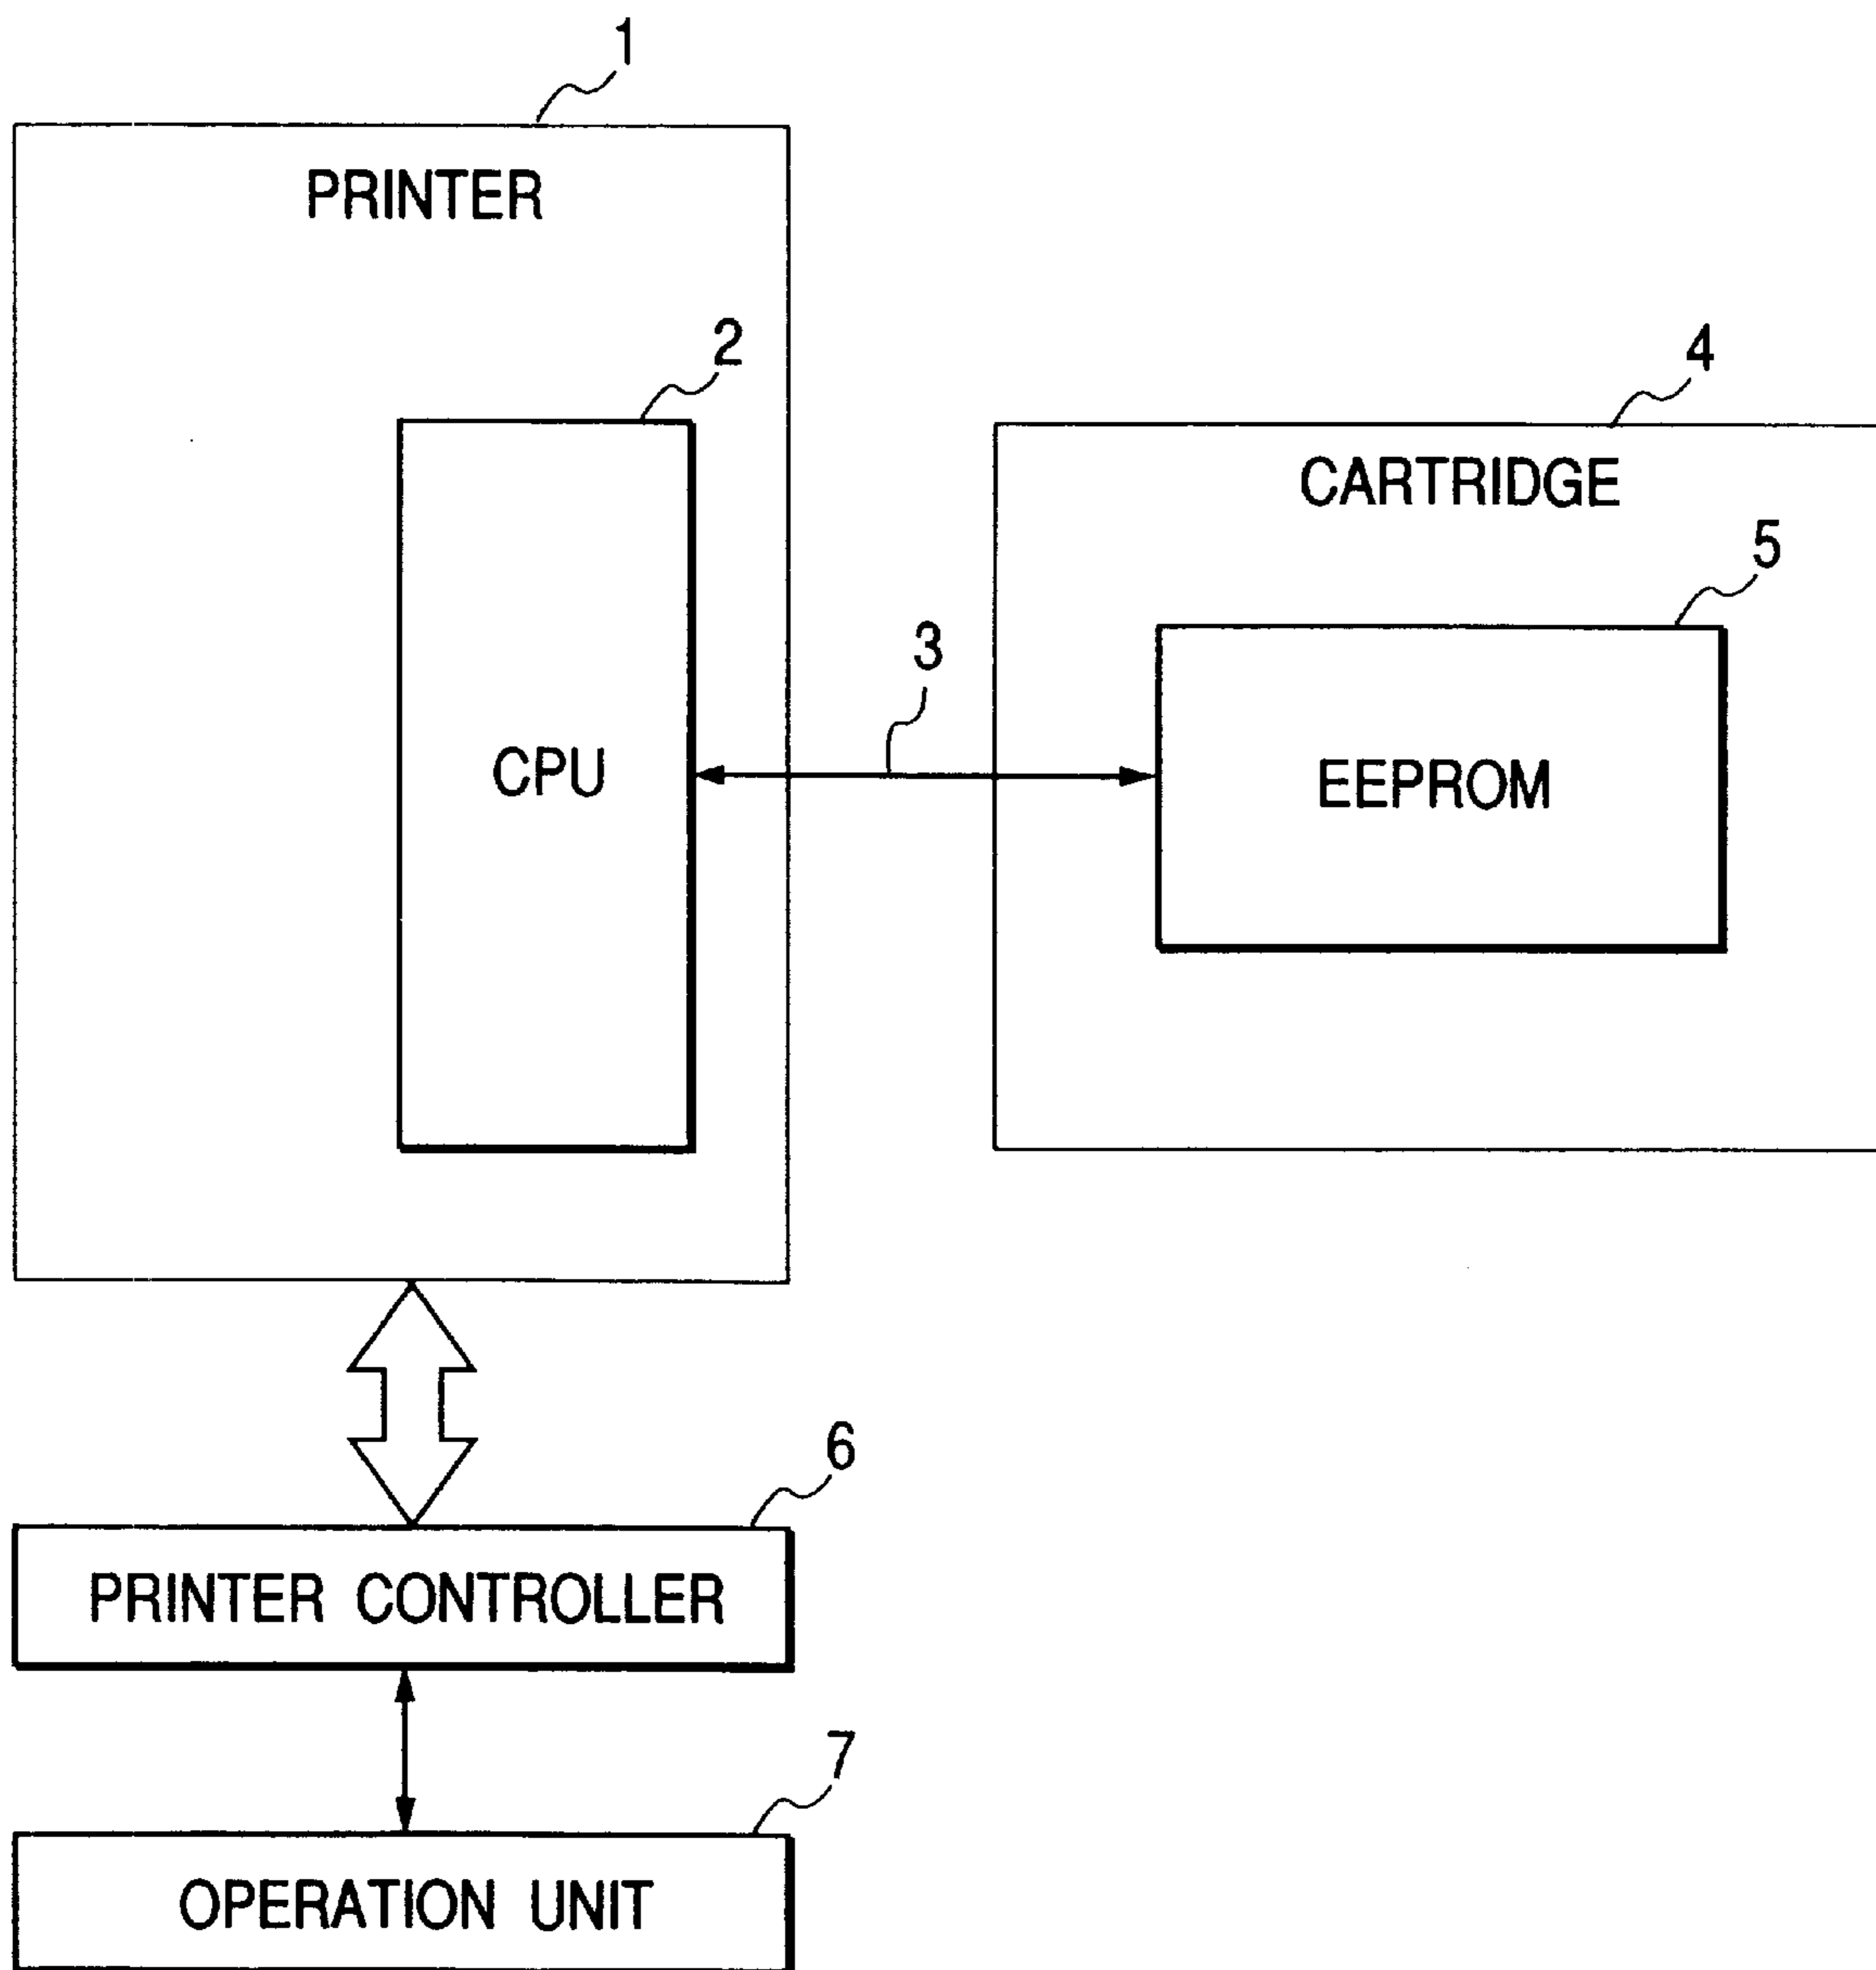 1
PRINTER
2
4
CARTRIDGE
5
3
CPU
EEPROM
6
PRINTER CONTROLLER
7
OPERATION UNIT